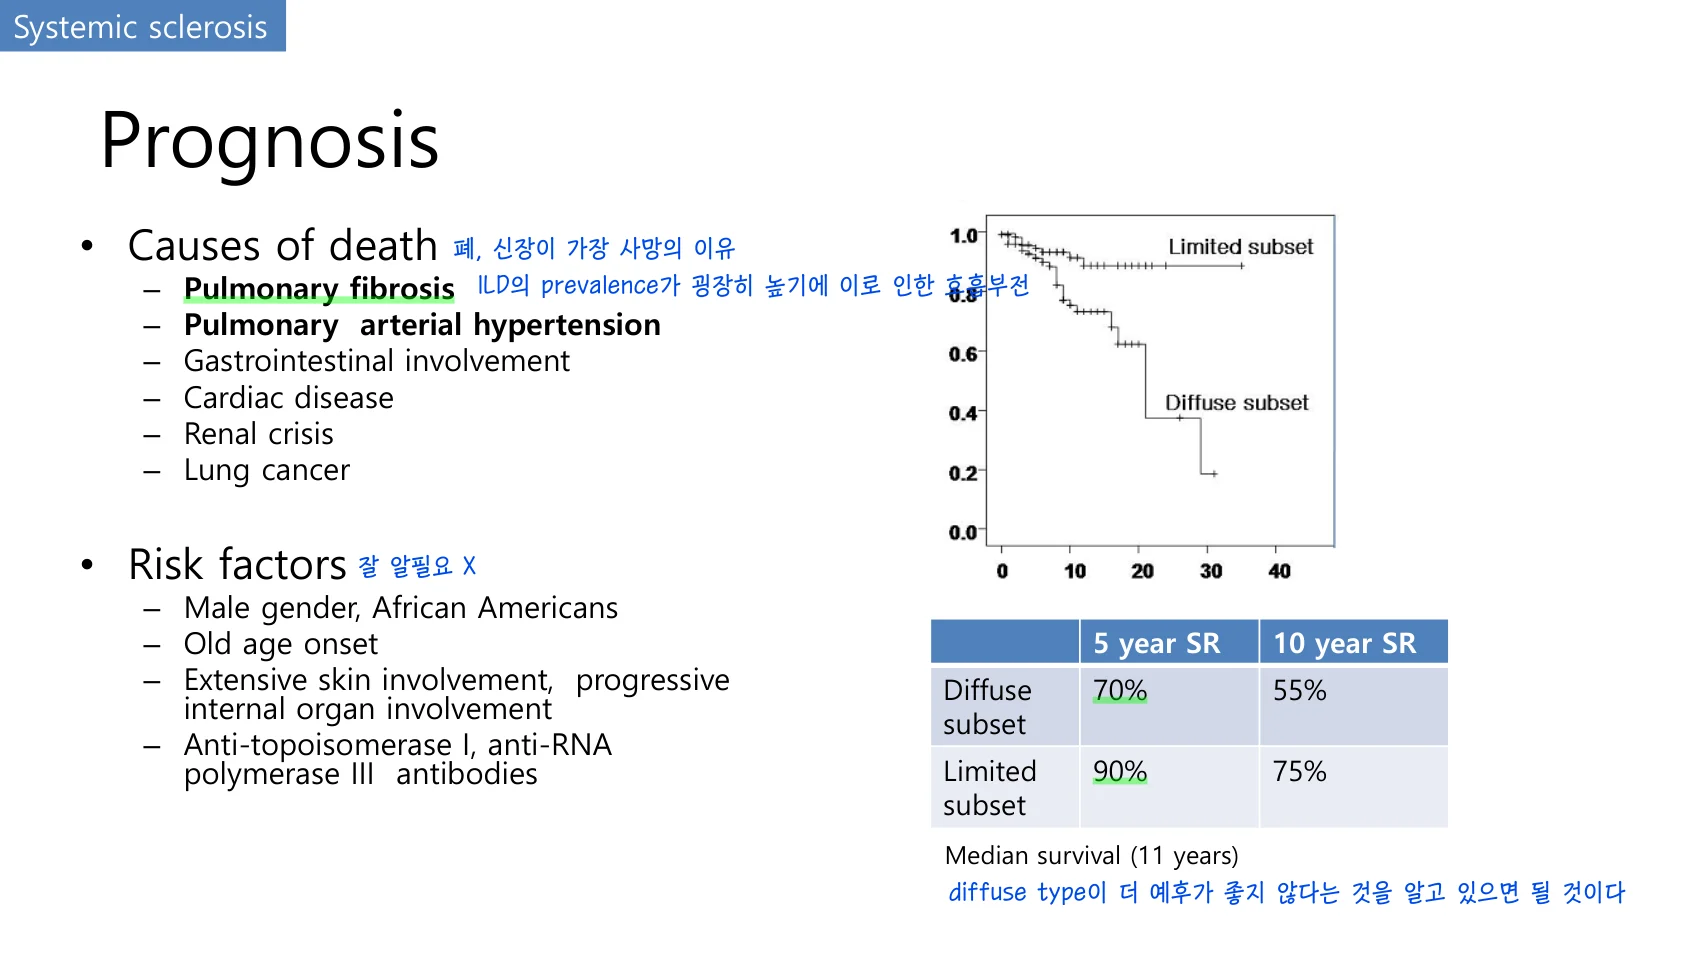 Systemic sclerosis
Prognosis
• Causes of death 폐, 신장이 가장 사망의 이유
– Pulmonary fibrosis ILD의 prevalence가 굉장히 높기에 이로 인한 호흡부전
– Pulmonary arterial hypertension
– Gastrointestinal involvement
– Cardiac disease
– Renal crisis
– Lung cancer
• Risk factors 잘 알필요 X
– Male gender, African Americans
– Old age onset
– Extensive skin involvement, progressive
internal organ involvement
– Anti-topoisomerase I, anti-RNA
polymerase III antibodies
1.0
Limited subset
0.8
0.6
Diffuse subset
0.4
0.2
0.0
0 10 20 30 40
5 year SR 10 year SR
Diffuse subset 70% 55%
Limited subset 90% 75%
Median survival (11 years)
diffuse type이 더 예후가 좋지 않다는 것을 알고 있으면 될 것이다